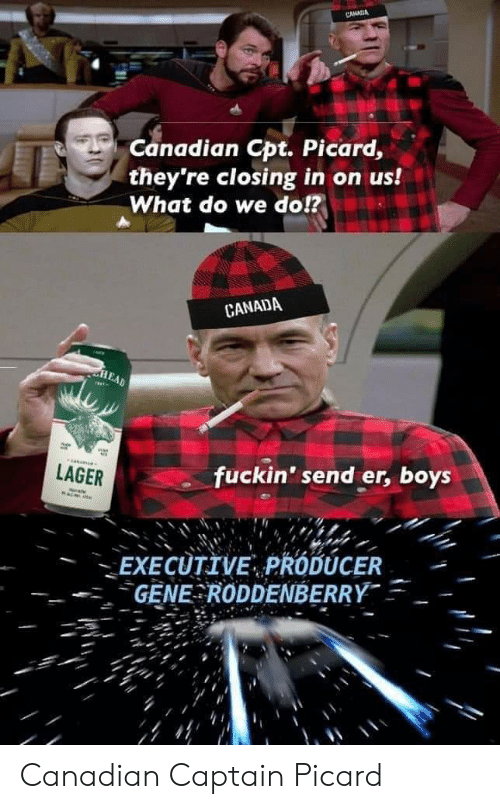 CANADA
Canadian Cpt. Picard,
they're closing in on us!
What do we do!?
CANADA
HEAD
LAGER
fuckin' send er, boys
EXECUTIVE PRODUCER
GENE RODDENBERRY
Canadian Captain Picard